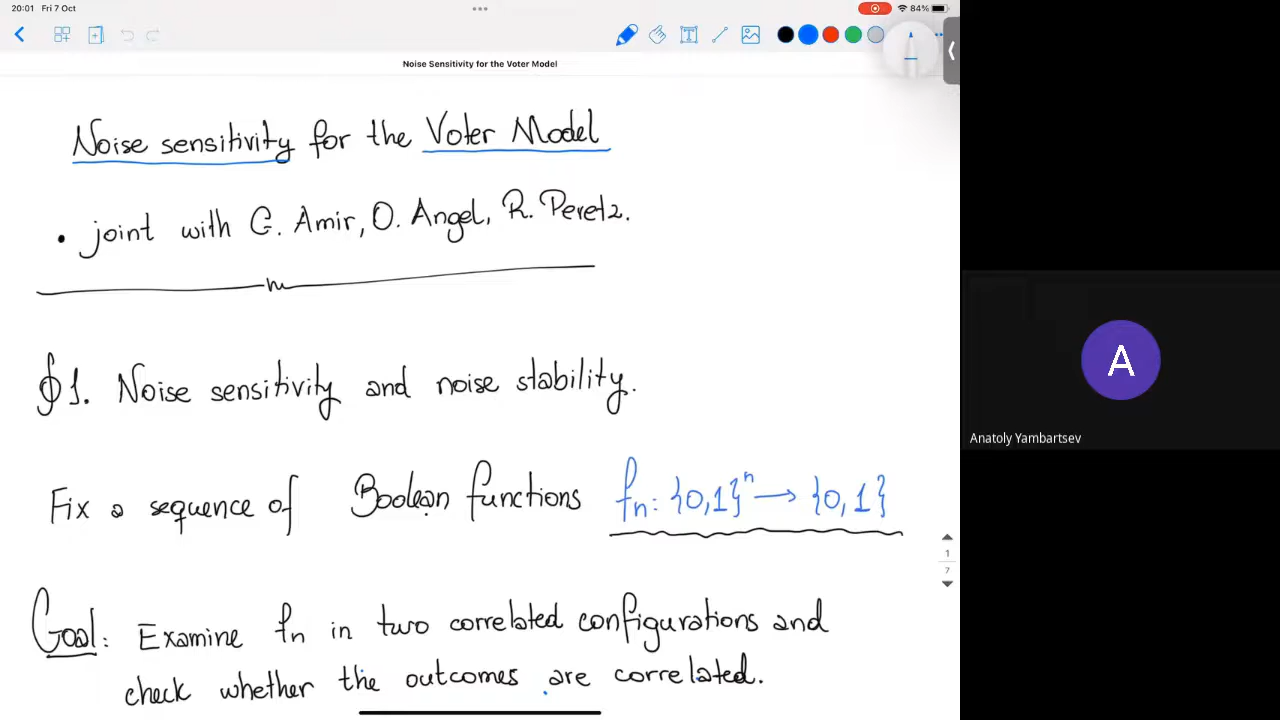 20:01 Fri 7 Oct
84%
Noise Sensitivity for the Voter Model
Noise sensitivity for the Voter Model
• joint with G. Amir, O. Angel, R. Peretz.
§1. Noise sensitivity and noise stability.
Fix a sequence of Boolean functions fn: {0,1}^n → {0,1}
Goal: Examine fn in two correlated configurations and
check whether the outcomes are correlated.
1
7
A
Anatoly Yambartsev